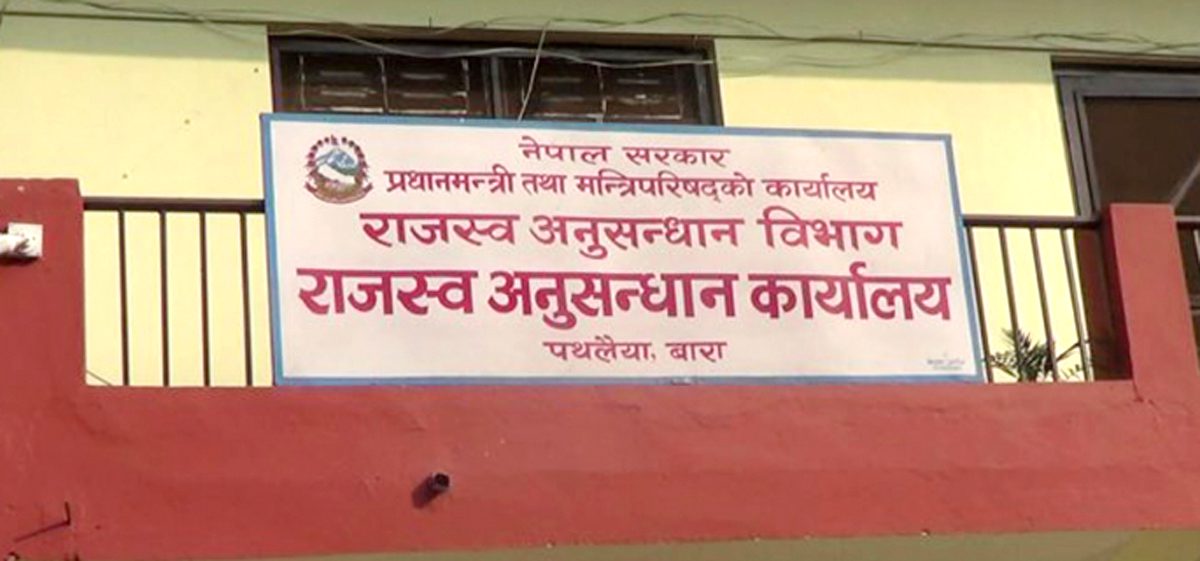 नेपाल सरकार
प्रधानमन्त्री तथा मन्त्रिपरिषद्को कार्यालय
राजस्व अनुसन्धान विभाग
राजस्व अनुसन्धान कार्यालय
पथलैया, बारा